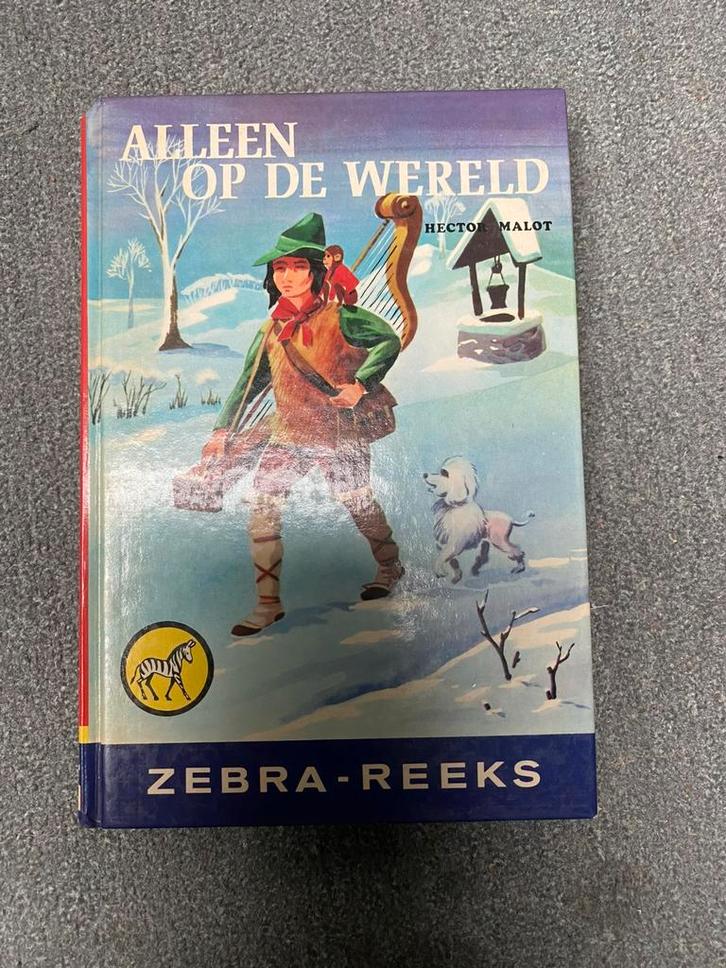 ALLEEN
OP DE WERELD
HECTOR MALOT
ZEBRA-REEKS